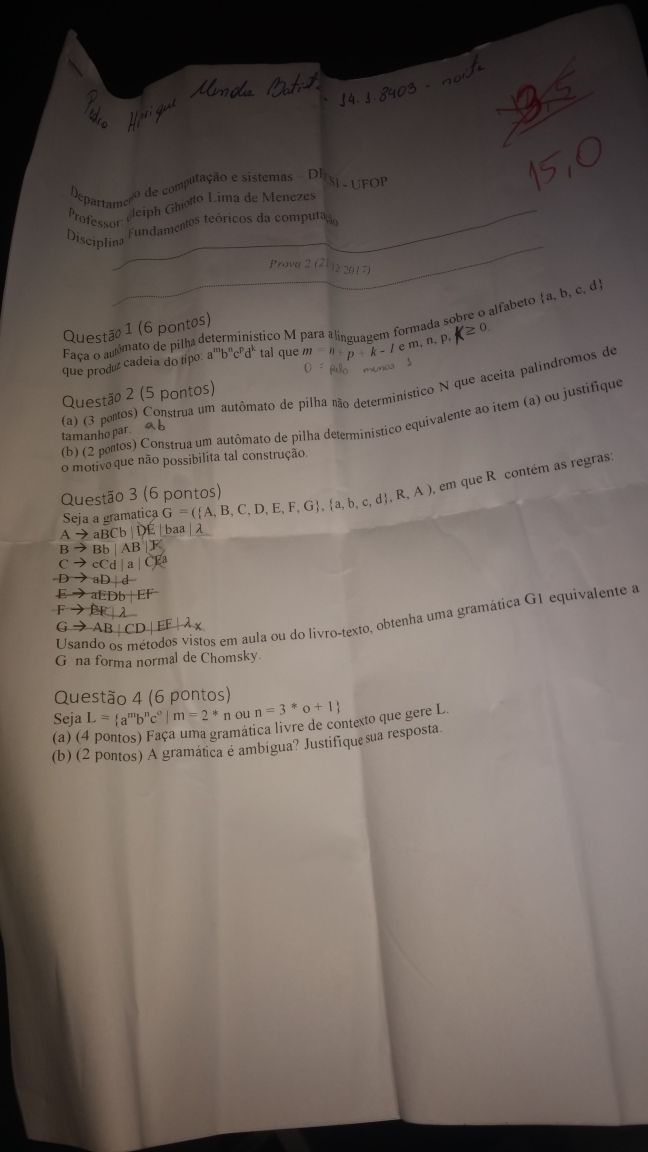 Pedro Henrique Mendes Batista - 14.1.8403 - noite
15,0
Departamento de computação e sistemas - DECSI - UFOP
Professor: Gleiph Ghiotto Lima de Menezes
Disciplina Fundamentos teóricos da computação
Prova 2 (21/12/2017)
Questão 1 (6 pontos)
Faça o autômato de pilha determinístico M para a linguagem formada sobre o alfabeto {a, b, c, d}
que produz cadeia do tipo: aᵐbⁿcᵖdᵏ tal que m = n + p + k - 1 e m, n, p, K ≥ 0.
pelo menos 1
Questão 2 (5 pontos)
(a) (3 pontos) Construa um autômato de pilha não determinístico N que aceita palíndromos de
tamanho par. ab
(b) (2 pontos) Construa um autômato de pilha determinístico equivalente ao item (a) ou justifique
o motivo que não possibilita tal construção.
Questão 3 (6 pontos)
Seja a gramatica G = ({A, B, C, D, E, F, G}, {a, b, c, d}, R, A ), em que R contém as regras:
A → aBCb | DE | baa | λ
B → Bb | AB | F
C → cCd | a | CEa
D → aD | d
E → aEDb | EF
F → | λ
G → AB | CD | EF | λ
Usando os métodos vistos em aula ou do livro-texto, obtenha uma gramática G1 equivalente a
G na forma normal de Chomsky.
Questão 4 (6 pontos)
Seja L = {aᵐbⁿcᵒ | m = 2 * n ou n = 3 * o + 1}
(a) (4 pontos) Faça uma gramática livre de contexto que gere L.
(b) (2 pontos) A gramática é ambígua? Justifique sua resposta.